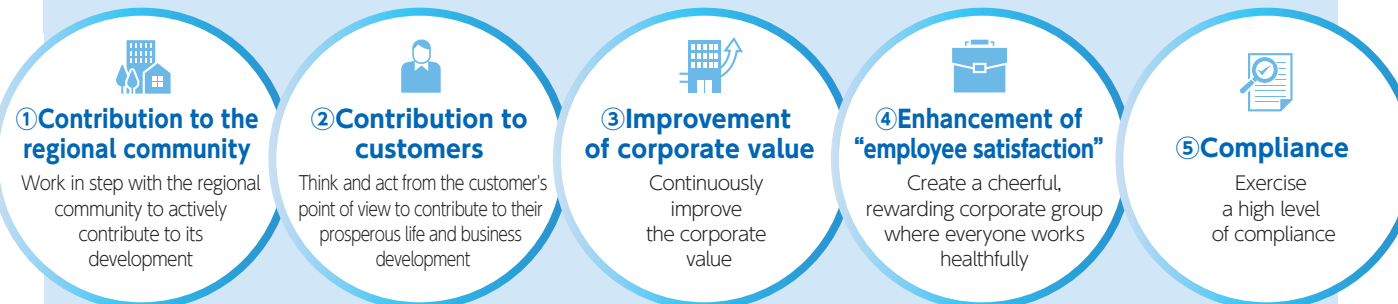 ①Contribution to the
regional community
Work in step with the regional
community to actively
contribute to its
development
②Contribution to
customers
Think and act from the customer's
point of view to contribute to their
prosperous life and business
development
③Improvement
of corporate value
Continuously
improve
the corporate
value
④Enhancement of
“employee satisfaction”
Create a cheerful,
rewarding corporate group
where everyone works
healthfully
⑤Compliance
Exercise
a high level
of compliance